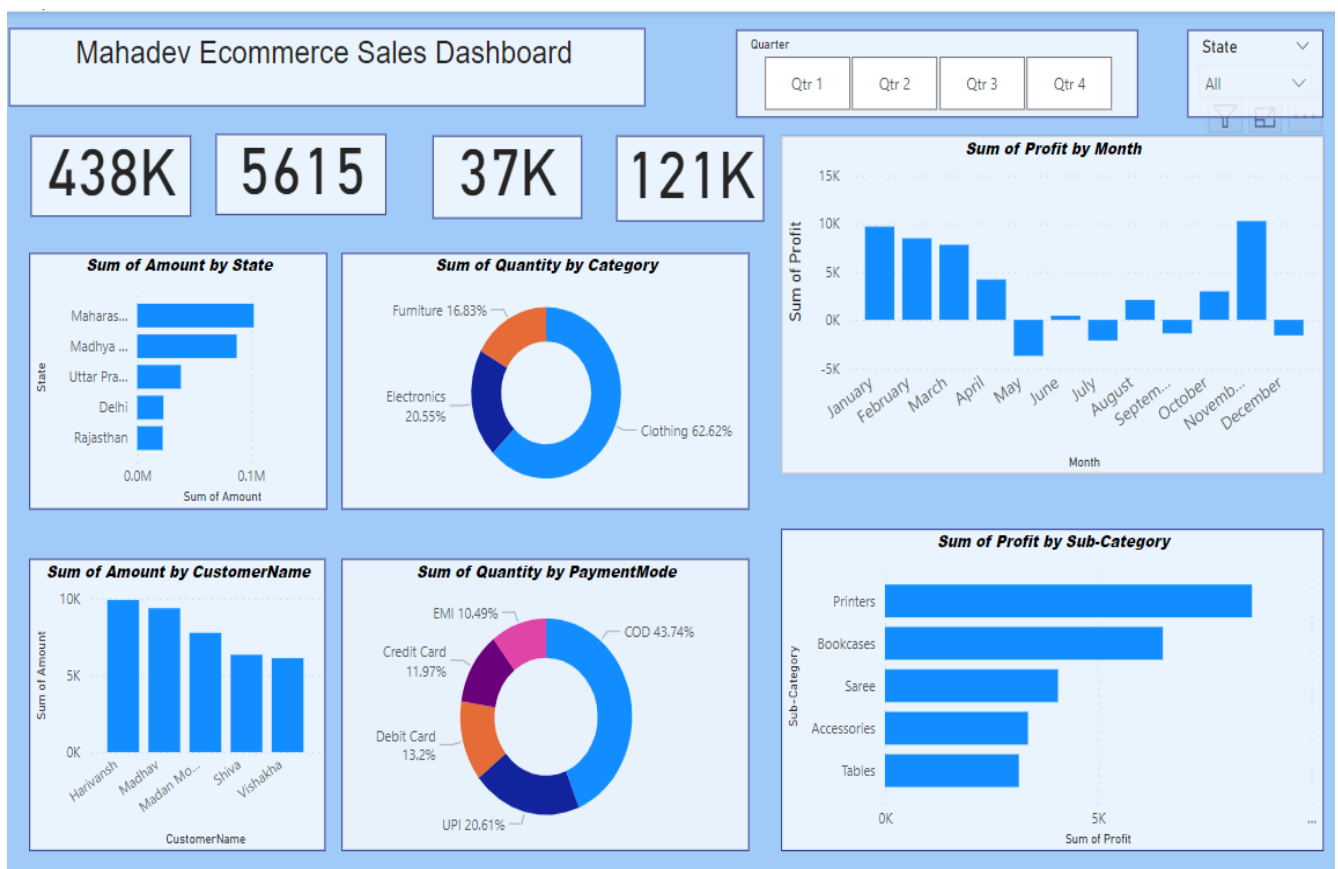 Mahadev Ecommerce Sales Dashboard
Quarter
Qtr 1
Qtr 2
Qtr 3
Qtr 4
State
All
438K
5615
37K
121K
Sum of Profit by Month
Sum of Profit
15K
10K
5K
0K
-5K
January
February
March
April
May
June
July
August
Septem...
October
Novemb...
December
Month
Sum of Amount by State
State
Maharas...
Madhya ...
Uttar Pra...
Delhi
Rajasthan
0.0M
0.1M
Sum of Amount
Sum of Quantity by Category
Furniture 16.83%
Electronics
20.55%
Clothing 62.62%
Sum of Amount by CustomerName
Sum of Amount
10K
5K
0K
Harivansh
Madhav
Madan Mo...
Shiva
Vishakha
CustomerName
Sum of Quantity by PaymentMode
EMI 10.49%
COD 43.74%
Credit Card
11.97%
Debit Card
13.2%
UPI 20.61%
Sum of Profit by Sub-Category
Sub-Category
Printers
Bookcases
Saree
Accessories
Tables
0K
5K
...
Sum of Profit